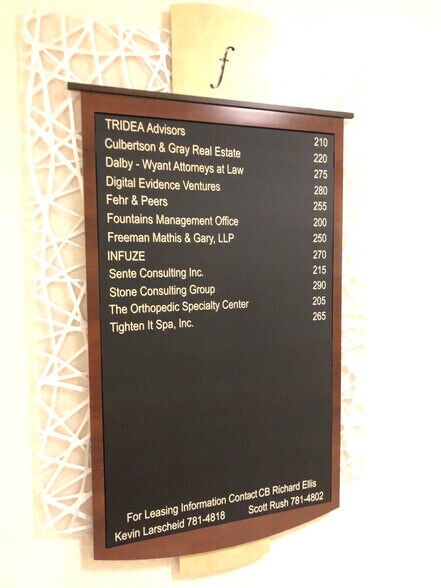 f
TRIDEA Advisors 210
Culbertson & Gray Real Estate 220
Dalby - Wyant Attorneys at Law 275
Digital Evidence Ventures 280
Fehr & Peers 255
Fountains Management Office 200
Freeman Mathis & Gary, LLP 250
INFUZE 270
Sente Consulting Inc. 215
Stone Consulting Group 290
The Orthopedic Specialty Center 205
Tighten It Spa, Inc. 265
For Leasing Information Contact CB Richard Ellis
Kevin Larscheid 781-4818 Scott Rush 781-4802